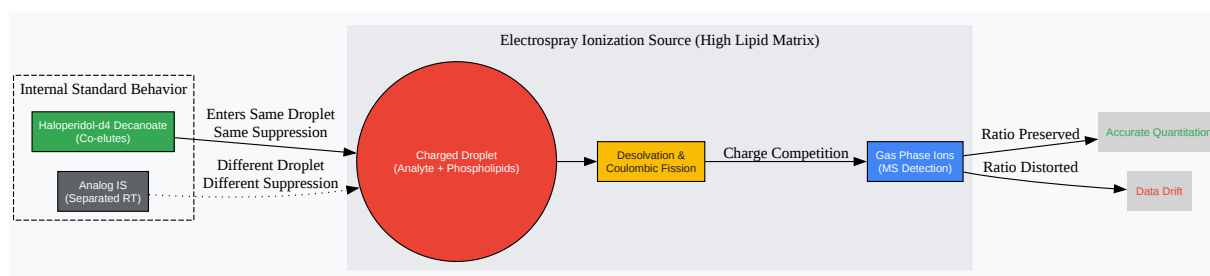 Electrospray Ionization Source (High Lipid Matrix)
Internal Standard Behavior
Haloperidol-d4 Decanoate
(Co-elutes)
Enters Same Droplet
Same Suppression
Analog IS
(Separated RT)
Different Droplet
Different Suppression
Charged Droplet
(Analyte + Phospholipids)
Desolvation &
Coulombic Fission
Charge Competition
Gas Phase Ions
(MS Detection)
Ratio Preserved
Accurate Quantitation
Ratio Distorted
Data Drift